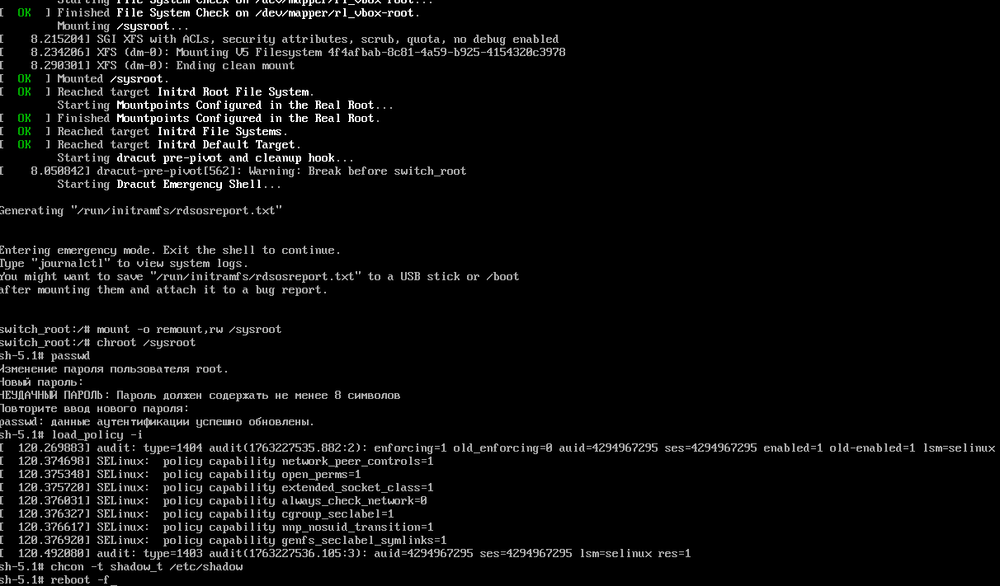 Starting File System Check on /dev/mapper/rl_vbox-root...
[  OK  ] Finished File System Check on /dev/mapper/rl_vbox-root.
         Mounting /sysroot...
[    8.215204] SGI XFS with ACLs, security attributes, scrub, quota, no debug enabled
[    8.234206] XFS (dm-0): Mounting V5 Filesystem 4f4afbab-8c81-4a59-b925-4154320c3978
[    8.290301] XFS (dm-0): Ending clean mount
[  OK  ] Mounted /sysroot.
[  OK  ] Reached target Initrd Root File System.
         Starting Mountpoints Configured in the Real Root...
[  OK  ] Finished Mountpoints Configured in the Real Root.
[  OK  ] Reached target Initrd File Systems.
[  OK  ] Reached target Initrd Default Target.
         Starting dracut pre-pivot and cleanup hook...
[    8.050842] dracut-pre-pivot[562]: Warning: Break before switch_root
         Starting Dracut Emergency Shell...
Generating "/run/initramfs/rdsosreport.txt"
Entering emergency mode. Exit the shell to continue.
Type "journalctl" to view system logs.
You might want to save "/run/initramfs/rdsosreport.txt" to a USB stick or /boot
after mounting them and attach it to a bug report.
switch_root:/# mount -o remount,rw /sysroot
switch_root:/# chroot /sysroot
sh-5.1# passwd
Изменение пароля пользователя root.
Новый пароль:
НЕУДАЧНЫЙ ПАРОЛЬ: Пароль должен содержать не менее 8 символов
Повторите ввод нового пароля:
passwd: данные аутентификации успешно обновлены.
sh-5.1# load_policy -i
[  120.269883] audit: type=1404 audit(1763227535.882:2): enforcing=1 old_enforcing=0 auid=4294967295 ses=4294967295 enabled=1 old-enabled=1 lsm=selinux
[  120.374698] SELinux:  policy capability network_peer_controls=1
[  120.375348] SELinux:  policy capability open_perms=1
[  120.375720] SELinux:  policy capability extended_socket_class=1
[  120.376031] SELinux:  policy capability always_check_network=0
[  120.376327] SELinux:  policy capability cgroup_seclabel=1
[  120.376617] SELinux:  policy capability nnp_nosuid_transition=1
[  120.376920] SELinux:  policy capability genfs_seclabel_symlinks=1
[  120.492080] audit: type=1403 audit(1763227536.105:3): auid=4294967295 ses=4294967295 lsm=selinux res=1
sh-5.1# chcon -t shadow_t /etc/shadow
sh-5.1# reboot -f_